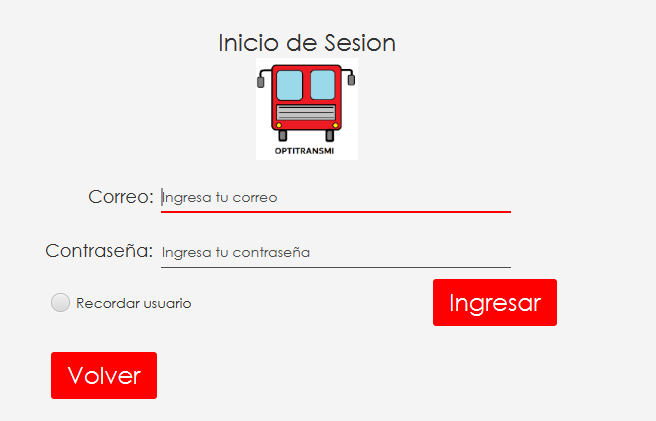 Inicio de Sesion
OPTITRANSMI
Correo: Ingresa tu correo
Contraseña: Ingresa tu contraseña
Recordar usuario
Ingresar
Volver